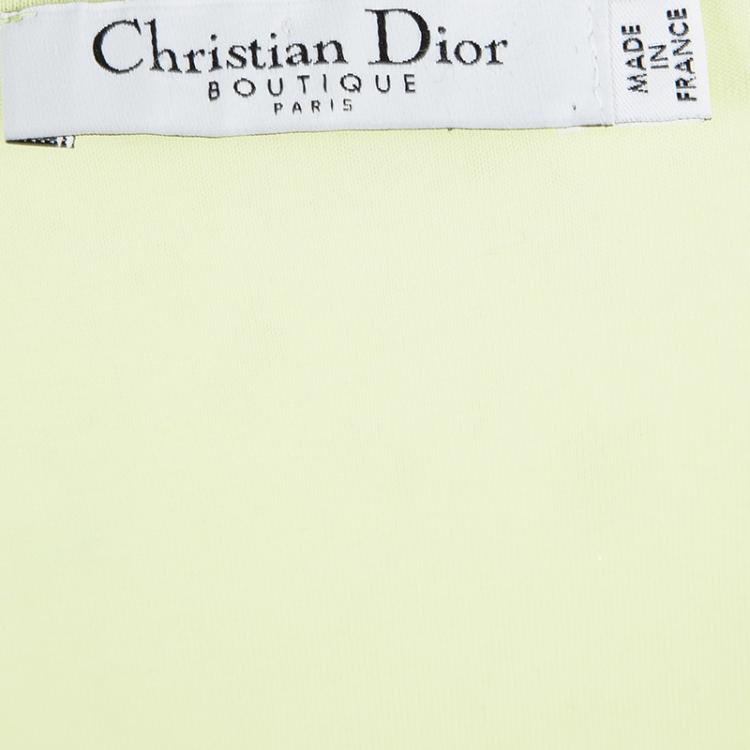 Christian Dior
BOUTIQUE
PARIS
MADE
IN
FRANCE